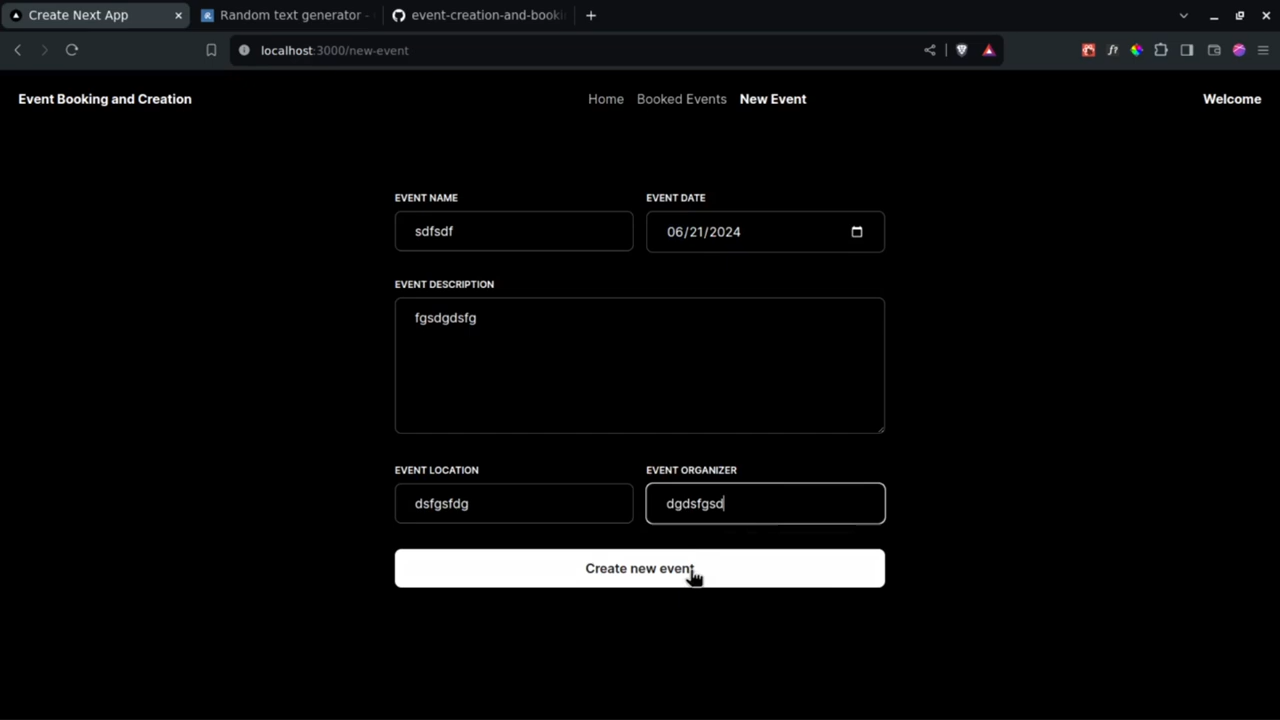 Create Next App
Random text generator -
event-creation-and-booki
localhost:3000/new-event
Event Booking and Creation
Home
Booked Events
New Event
Welcome
EVENT NAME
EVENT DATE
sdfsdf
06/21/2024
EVENT DESCRIPTION
fgsdgdsfg
EVENT LOCATION
EVENT ORGANIZER
dsfgsfdg
dgdsfgsd
Create new event